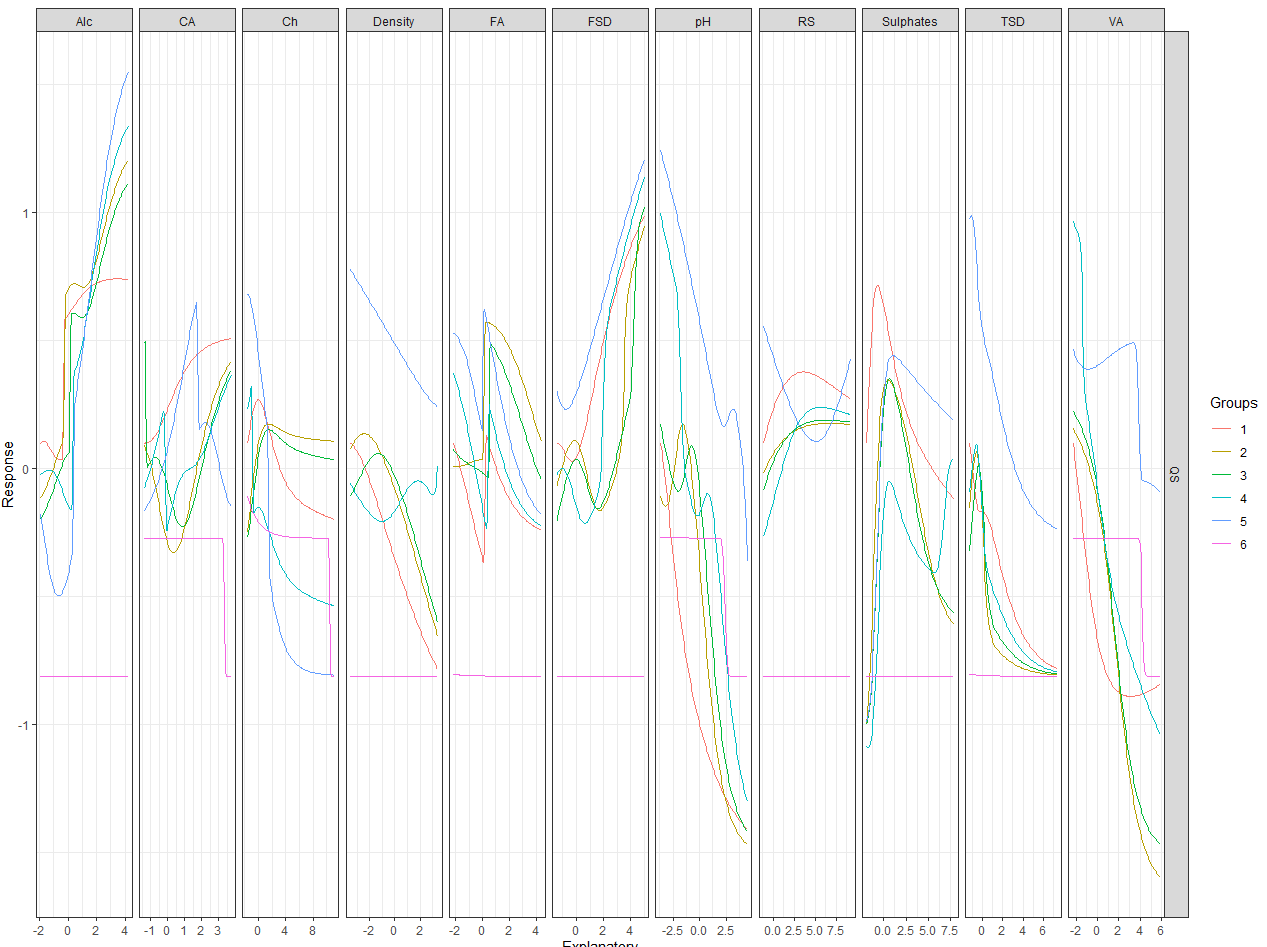 Alc CA Ch Density FA FSD pH RS Sulphates TSD VA
1
0
-1
Response
SQ
Groups
1
2
3
4
5
6
-2 0 2 4 -1 0 1 2 3 0 4 8 -2 0 2 -2 0 2 4 0 2 4 -2.5 0.0 2.5 0.0 2.5 5.0 7.5 0.0 2.5 5.0 7.5 0 2 4 6 -2 0 2 4 6
Explanatory